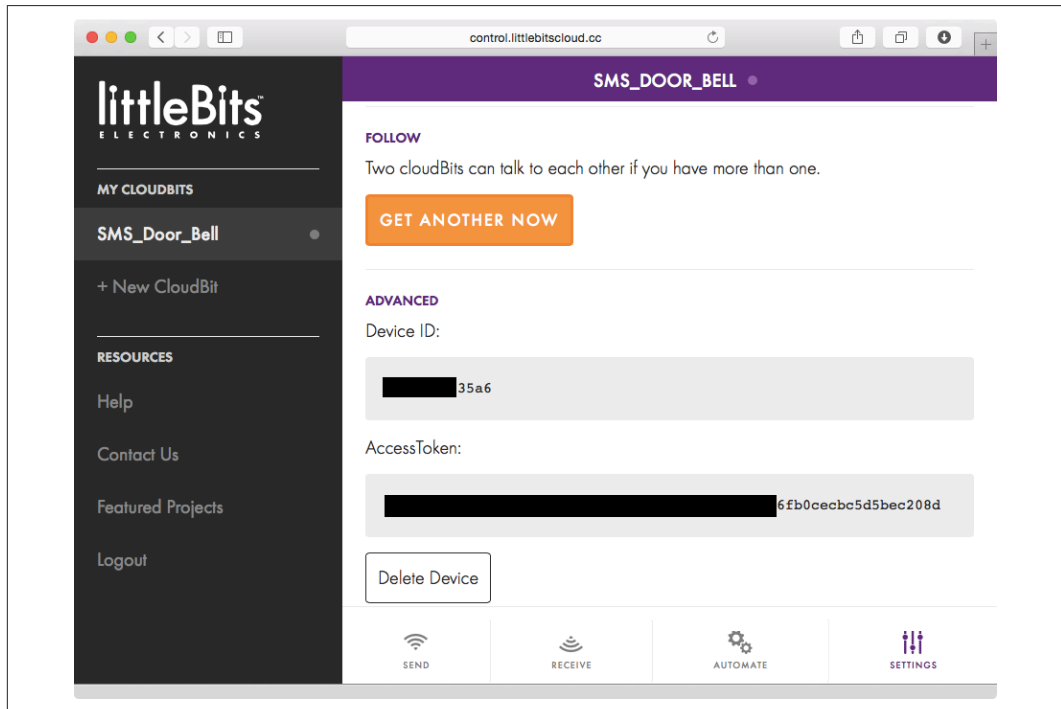 control.littlebitscloud.cc
littleBits™
ELECTRONICS
MY CLOUDBITS
SMS_Door_Bell
+ New CloudBit
RESOURCES
Help
Contact Us
Featured Projects
Logout
SMS_DOOR_BELL
FOLLOW
Two cloudBits can talk to each other if you have more than one.
GET ANOTHER NOW
ADVANCED
Device ID:
35a6
AccessToken:
6fb0cecbc5d5bec208d
Delete Device
SEND
RECEIVE
AUTOMATE
SETTINGS